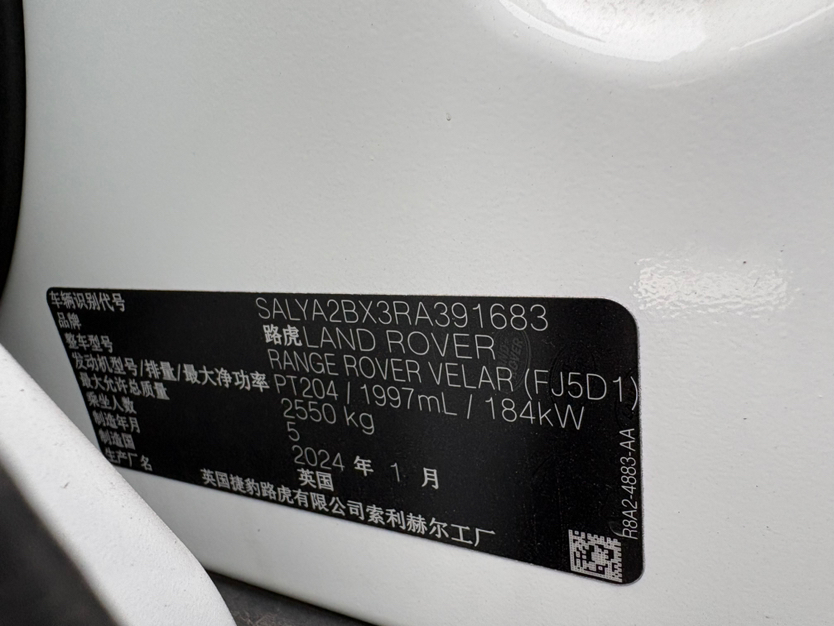 车辆识别代号 SALYA2BX3RA391683
品牌 路虎LAND ROVER
整车型号 RANGE ROVER VELAR (FJ5D1)
发动机型号/排量/最大净功率 PT204 / 1997mL / 184kW
最大允许总质量 2550 kg
乘坐人数 5
制造年月 2024 年 1 月
制造国 英国
生产厂名 英国捷豹路虎有限公司索利赫尔工厂
R8A2-4883-AA